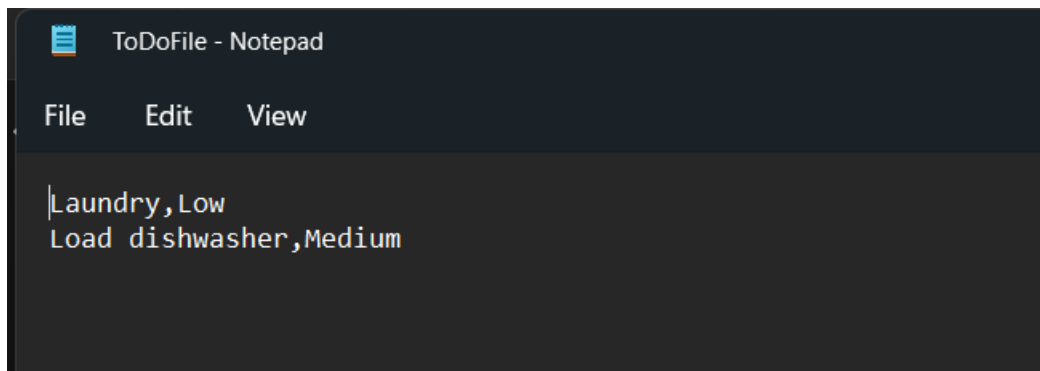 ToDoFile - Notepad
File Edit View
Laundry,Low
Load dishwasher,Medium